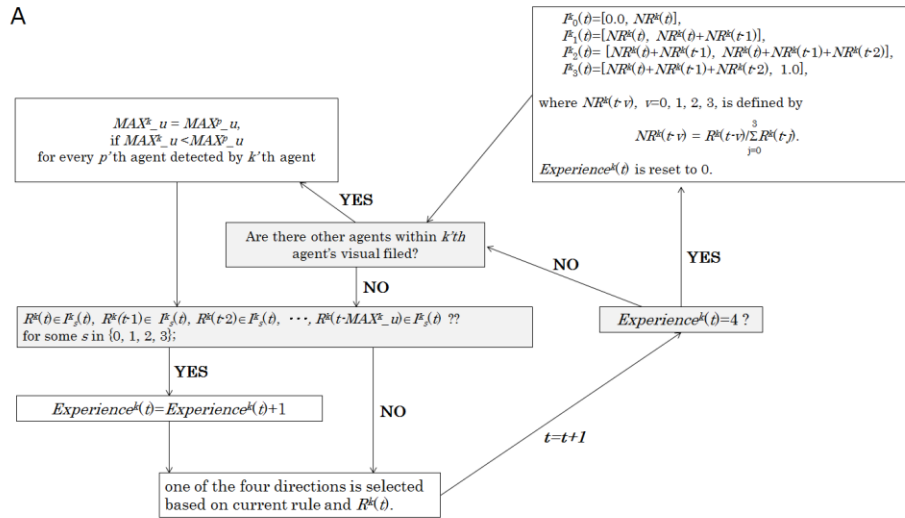 A
I^k_0(t)=[0.0, NR^k(t)],
I^k_1(t)=[NR^k(t), NR^k(t)+NR^k(t-1)],
I^k_2(t)= [NR^k(t)+NR^k(t-1), NR^k(t)+NR^k(t-1)+NR^k(t-2)],
I^k_3(t)=[NR^k(t)+NR^k(t-1)+NR^k(t-2), 1.0],
where NR^k(t-v), v=0, 1, 2, 3, is defined by
NR^k(t-v) = R^k(t-v)/Σ^3_{j=0}R^k(t-j).
Experience^k(t) is reset to 0.
MAX^k_u = MAX^p_u,
if MAX^k_u <MAX^p_u
for every p'th agent detected by k'th agent
YES
Are there other agents within k'th
agent's visual filed?
NO
YES
NO
R^k(t)∈I^k_s(t), R^k(t-1)∈ I^k_s(t), R^k(t-2)∈I^k_s(t), ···, R^k(t-MAX^k_u)∈I^k_s(t) ??
for some s in {0, 1, 2, 3};
Experience^k(t)=4 ?
YES
Experience^k(t)=Experience^k(t)+1
NO
t=t+1
one of the four directions is selected
based on current rule and R^k(t).